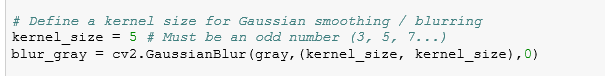 # Define a kernel size for Gaussian smoothing / blurring
kernel_size = 5 # Must be an odd number (3, 5, 7...)
blur_gray = cv2.GaussianBlur(gray,(kernel_size, kernel_size),0)